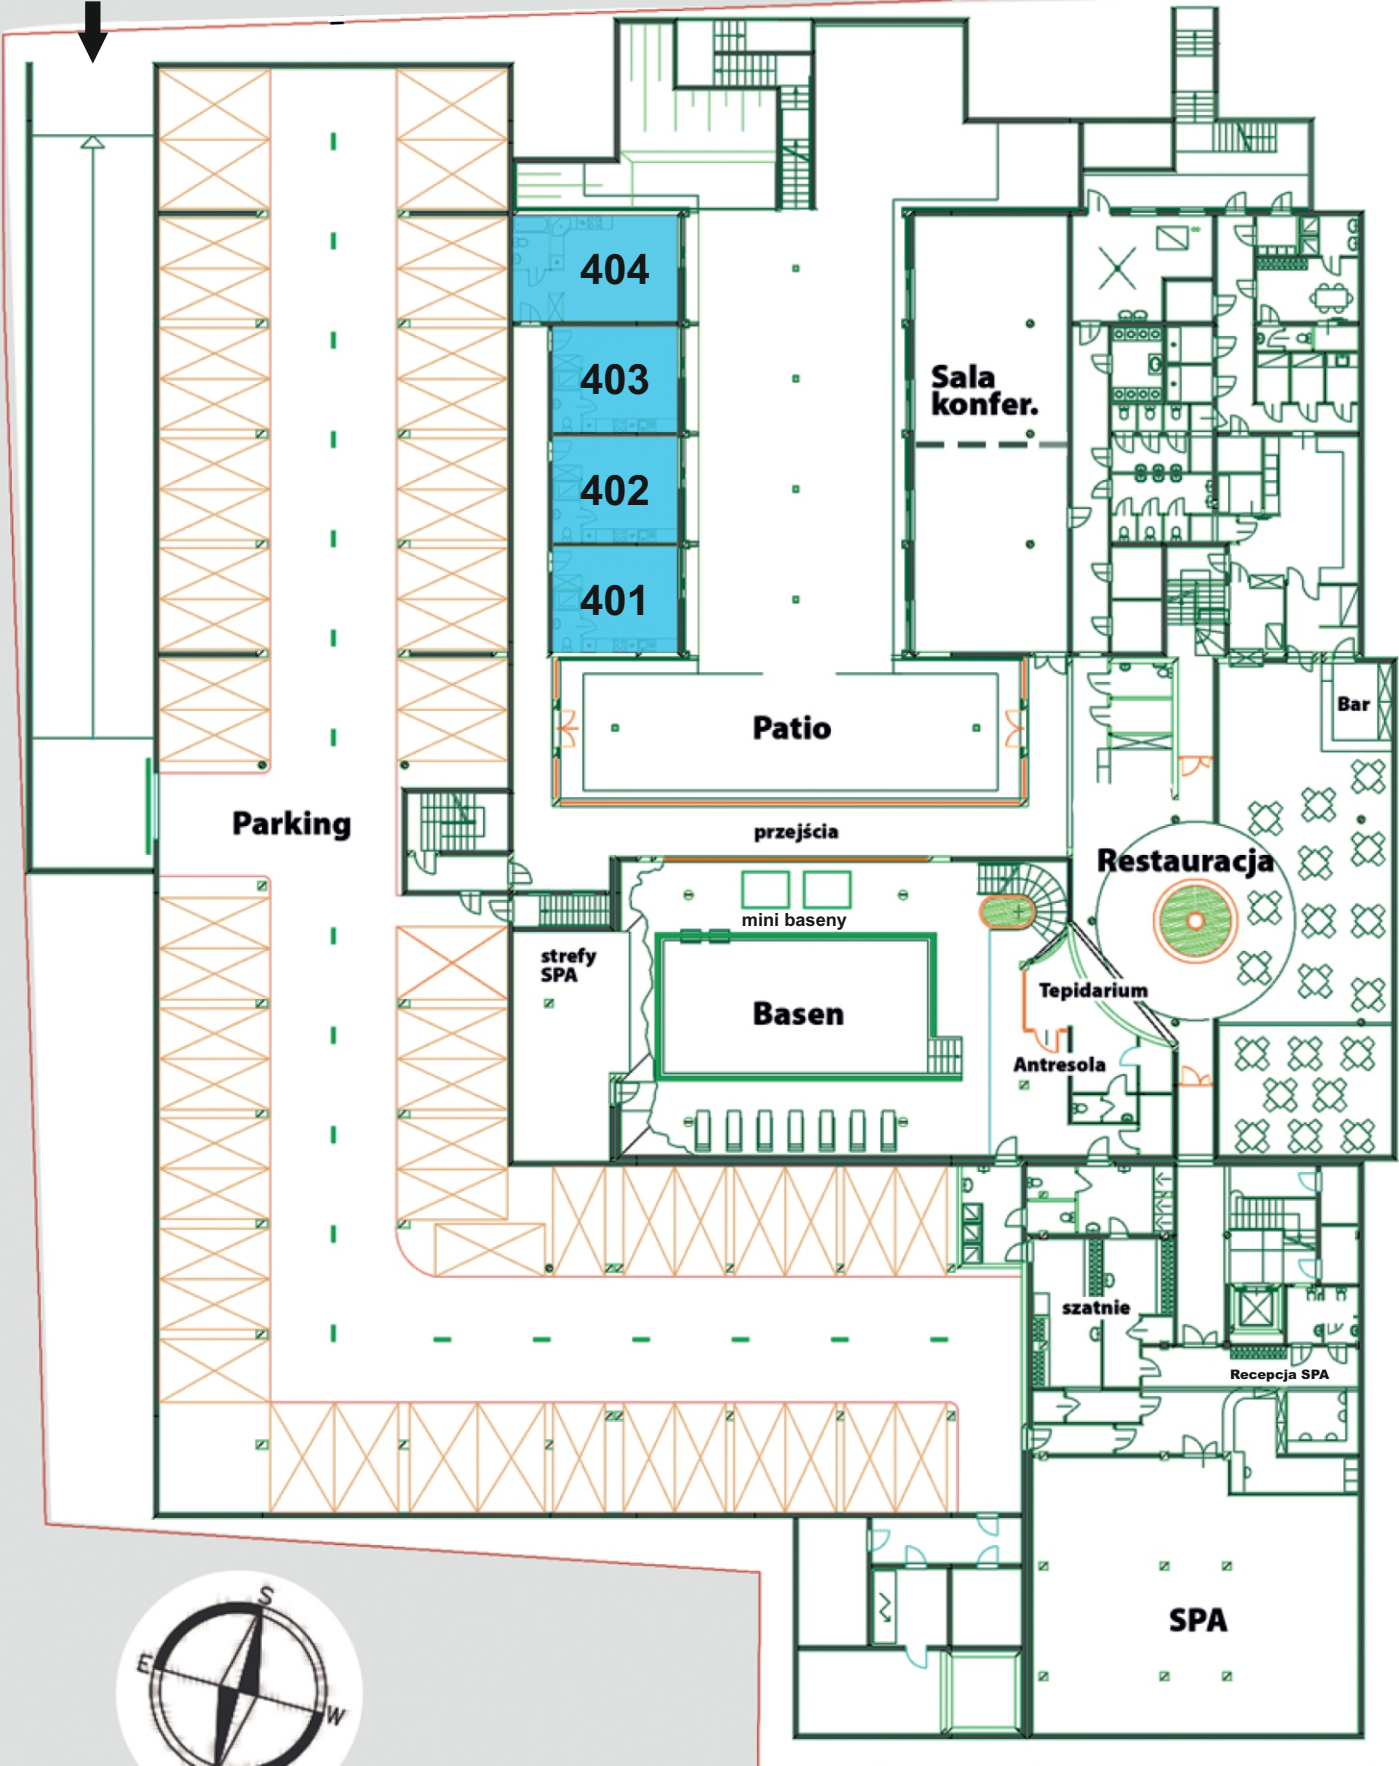 404
403
Sala
konfer.
402
401
Bar
Patio
Parking
przejścia
Restauracja
mini baseny
strefy
SPA
Tepidarium
Basen
Antresola
szatnie
Recepcja SPA
SPA
S
E
W